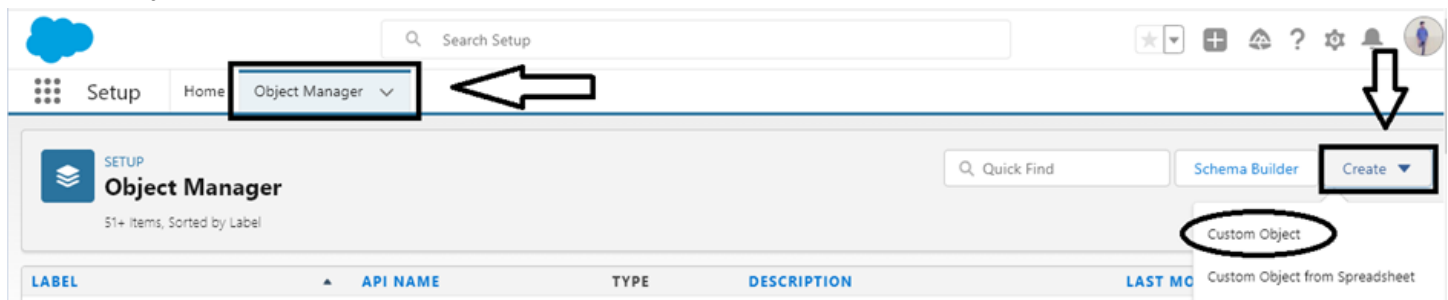 Search Setup
Setup Home Object Manager
SETUP
Object Manager
51+ Items, Sorted by Label
Quick Find
Schema Builder
Create
Custom Object
Custom Object from Spreadsheet
LABEL API NAME TYPE DESCRIPTION LAST MO